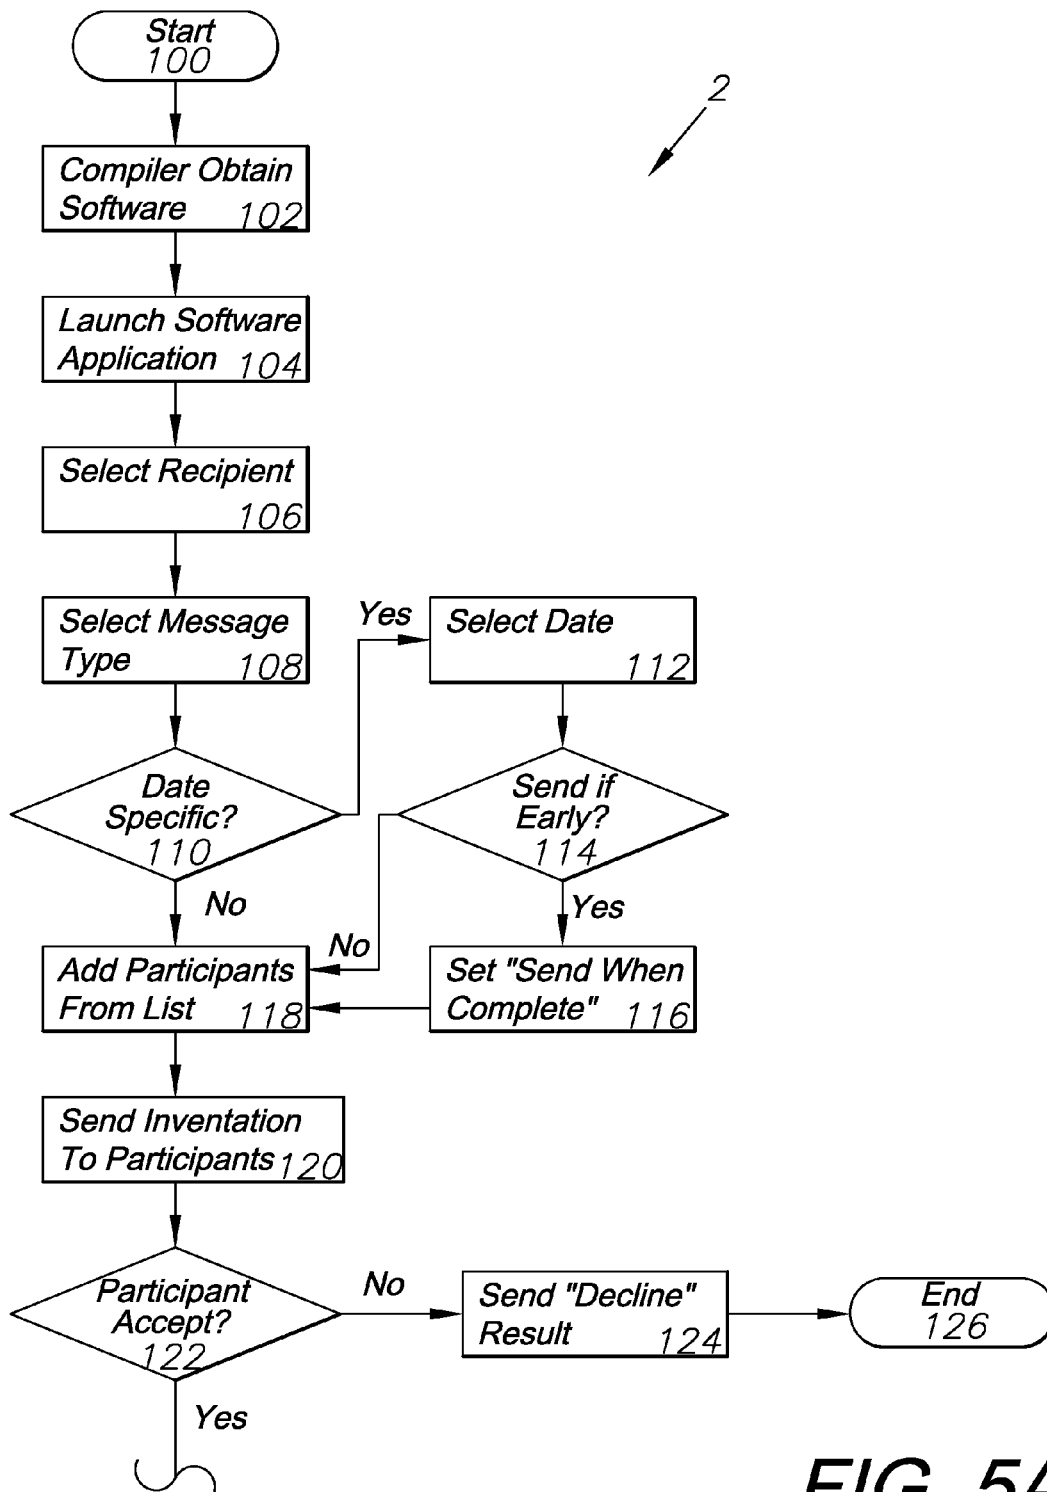 Start
100
2
Compiler Obtain
Software 102
Launch Software
Application 104
Select Recipient
106
Select Message
Type 108
Yes
Select Date
112
Date
Specific?
110
Send if
Early?
114
No
Yes
No
Add Participants
From List 118
Set "Send When
Complete" 116
Send Inventation
To Participants 120
Participant
Accept?
122
No
Send "Decline"
Result 124
End
126
Yes
FIG. 5A